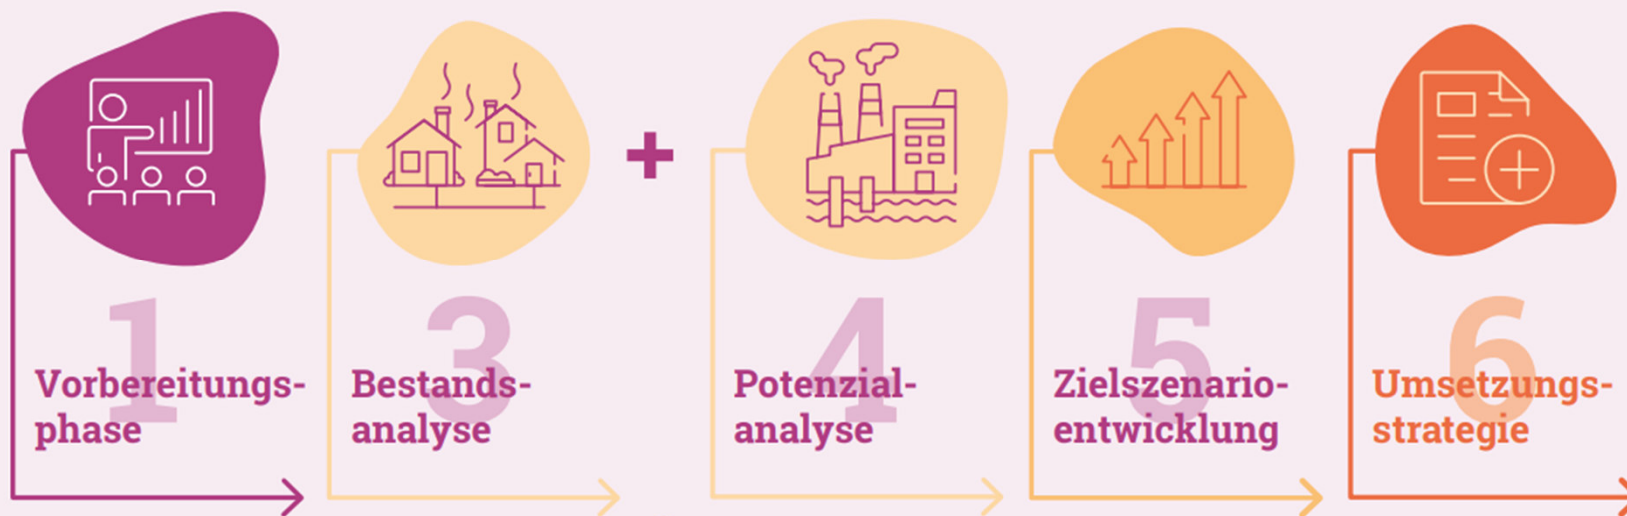 1
Vorbereitungs-
phase
3
Bestands-
analyse
+
4
Potenzial-
analyse
5
Zielszenario-
entwicklung
6
Umsetzungs-
strategie